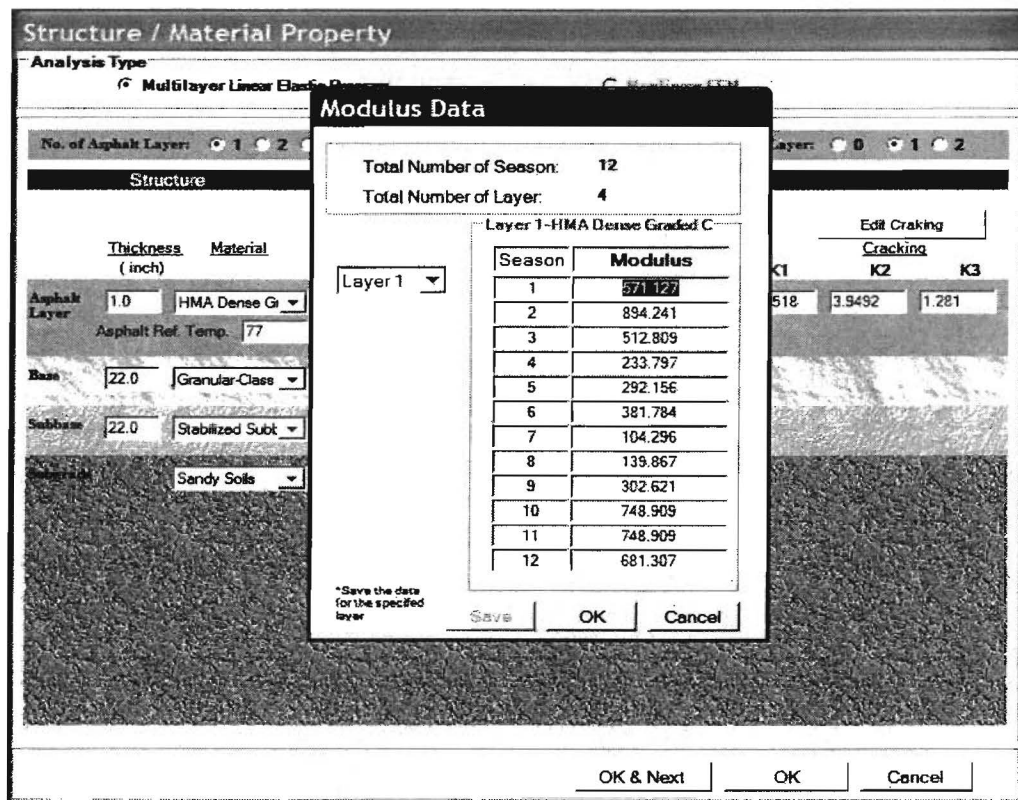 Structure / Material Property
Analysis Type
Multilayer Linear Elastic
Modulus Data
No. of Asphalt Layer: 1 2
Layer: 0 1 2
Total Number of Season: 12
Total Number of Layer: 4
Structure
Edit Craking
Layer 1-HMA Dense Graded C
Thickness Material
Cracking
( inch)
Season Modulus
K1 K2 K3
Layer 1
1 571.127
Asphalt Layer 1.0 HMA Dense Gr
518 3.9492 1.281
2 894.241
Asphalt Ref. Temp. 77
3 512.809
4 233.797
Base 22.0 Granular-Class
5 292.156
6 381.784
Subbase 22.0 Stabilized Subt
7 104.296
8 139.867
Sandy Soils
9 302.621
10 748.909
11 748.909
12 681.307
*Save the data
for the specifed
layer
Save OK Cancel
OK & Next OK Cancel